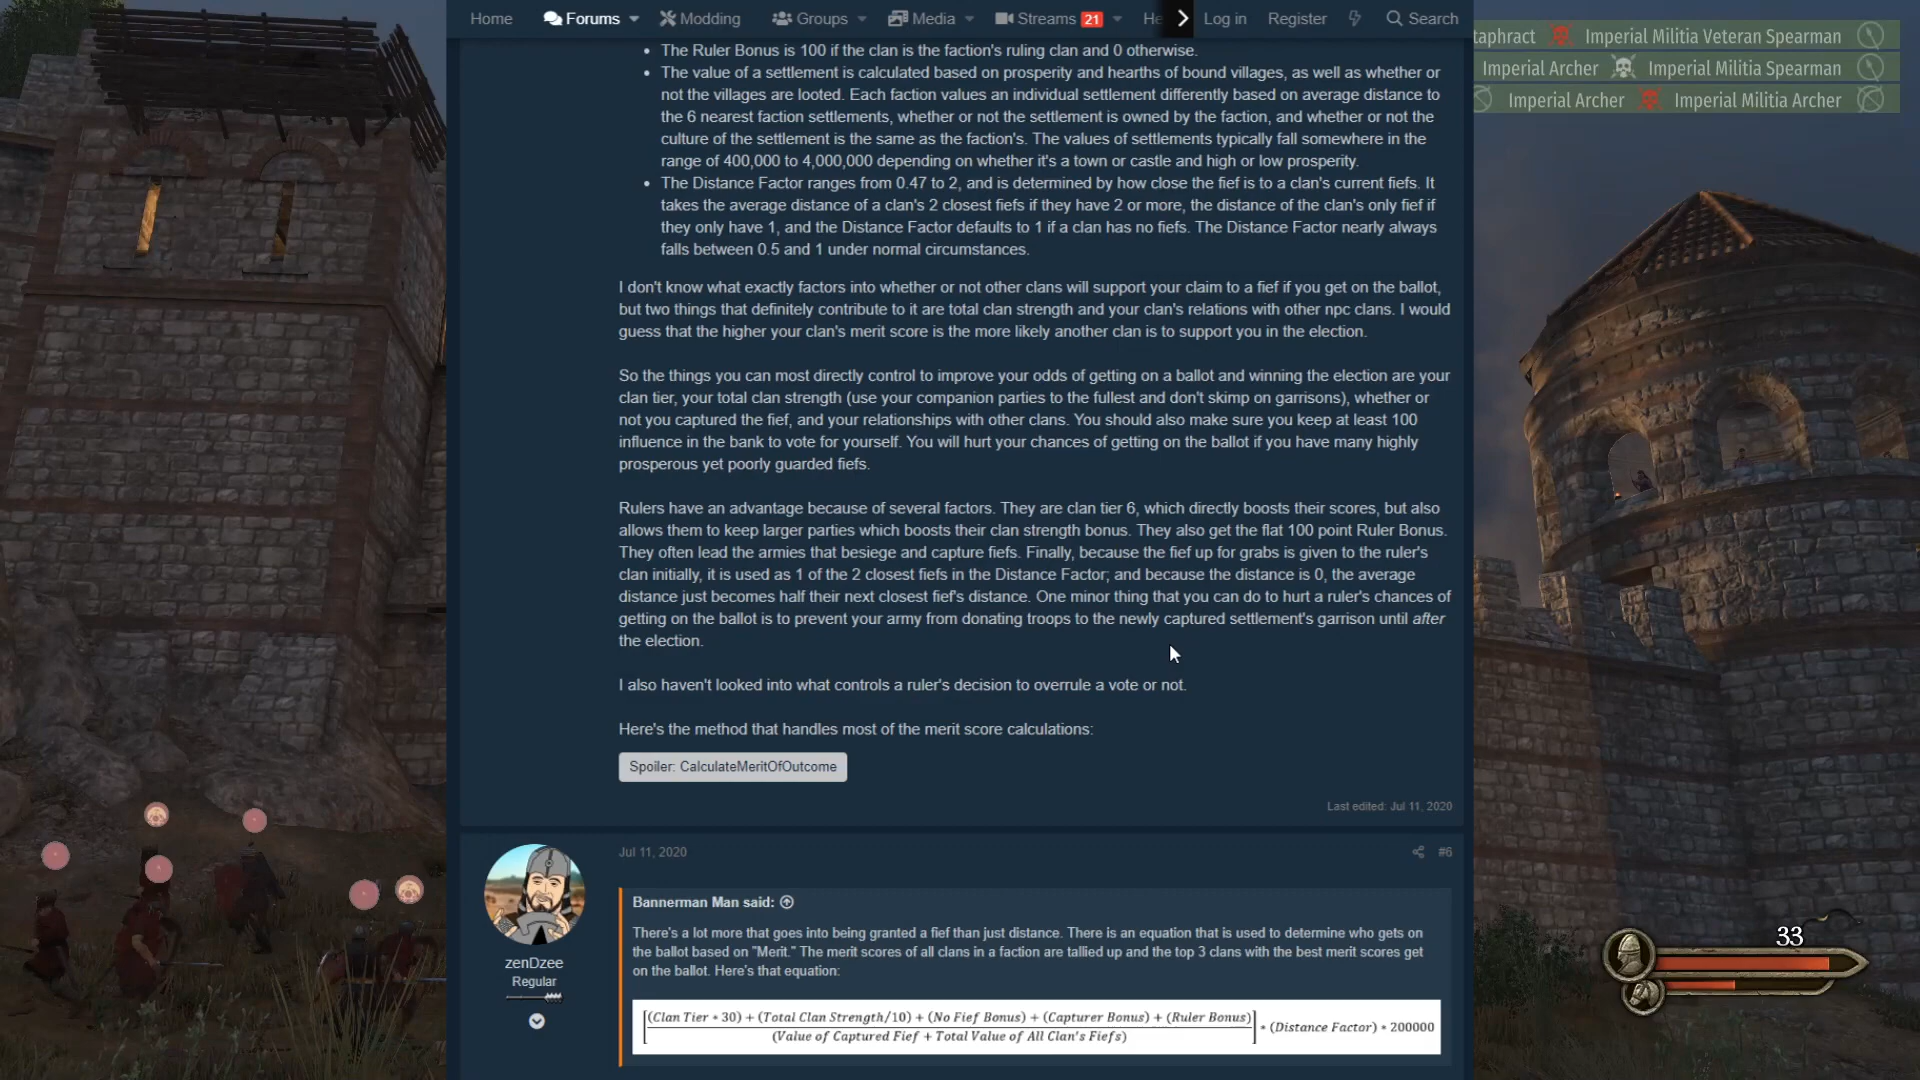 Home Forums Modding Groups Media Streams 21 He Log in Register Search
taphract Imperial Militia Veteran Spearman
Imperial Archer Imperial Militia Spearman
Imperial Archer Imperial Militia Archer
• The Ruler Bonus is 100 if the clan is the faction's ruling clan and 0 otherwise.
• The value of a settlement is calculated based on prosperity and hearths of bound villages, as well as whether or
not the villages are looted. Each faction values an individual settlement differently based on average distance to
the 6 nearest faction settlements, whether or not the settlement is owned by the faction, and whether or not the
culture of the settlement is the same as the faction's. The values of settlements typically fall somewhere in the
range of 400,000 to 4,000,000 depending on whether it's a town or castle and high or low prosperity.
• The Distance Factor ranges from 0.47 to 2, and is determined by how close the fief is to a clan's current fiefs. It
takes the average distance of a clan's 2 closest fiefs if they have 2 or more, the distance of the clan's only fief if
they only have 1, and the Distance Factor defaults to 1 if a clan has no fiefs. The Distance Factor nearly always
falls between 0.5 and 1 under normal circumstances.
I don't know what exactly factors into whether or not other clans will support your claim to a fief if you get on the ballot,
but two things that definitely contribute to it are total clan strength and your clan's relations with other npc clans. I would
guess that the higher your clan's merit score is the more likely another clan is to support you in the election.
So the things you can most directly control to improve your odds of getting on a ballot and winning the election are your
clan tier, your total clan strength (use your companion parties to the fullest and don't skimp on garrisons), whether or
not you captured the fief, and your relationships with other clans. You should also make sure you keep at least 100
influence in the bank to vote for yourself. You will hurt your chances of getting on the ballot if you have many highly
prosperous yet poorly guarded fiefs.
Rulers have an advantage because of several factors. They are clan tier 6, which directly boosts their scores, but also
allows them to keep larger parties which boosts their clan strength bonus. They also get the flat 100 point Ruler Bonus.
They often lead the armies that besiege and capture fiefs. Finally, because the fief up for grabs is given to the ruler's
clan initially, it is used as 1 of the 2 closest fiefs in the Distance Factor; and because the distance is 0, the average
distance just becomes half their next closest fief's distance. One minor thing that you can do to hurt a ruler's chances of
getting on the ballot is to prevent your army from donating troops to the newly captured settlement's garrison until after
the election.
I also haven't looked into what controls a ruler's decision to overrule a vote or not.
Here's the method that handles most of the merit score calculations:
Spoiler: CalculateMeritOfOutcome
Last edited: Jul 11, 2020
zenDzee
Regular
Jul 11, 2020 #6
Bannerman Man said:
There's a lot more that goes into being granted a fief than just distance. There is an equation that is used to determine who gets on
the ballot based on "Merit." The merit scores of all clans in a faction are tallied up and the top 3 clans with the best merit scores get
on the ballot. Here's that equation:
[(Clan Tier * 30) + (Total Clan Strength/10) + (No Fief Bonus) + (Capturer Bonus) + (Ruler Bonus)
(Value of Captured Fief + Total Value of All Clan's Fiefs)] * (Distance Factor) * 200000
33